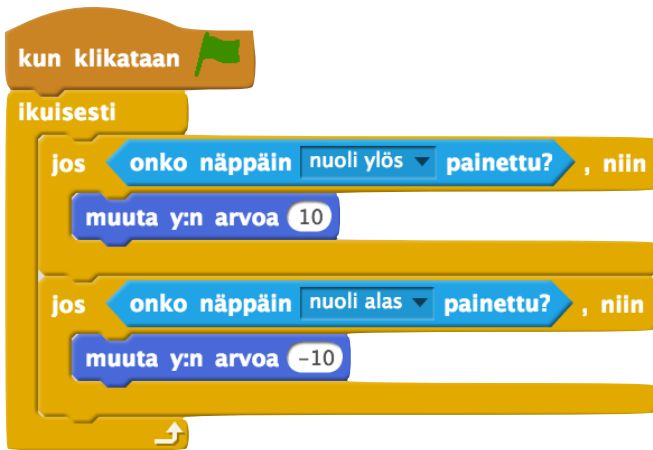 kun klikataan
ikuisesti
jos onko näppäin nuoli ylös painettu? , niin
muuta y:n arvoa 10
jos onko näppäin nuoli alas painettu? , niin
muuta y:n arvoa -10